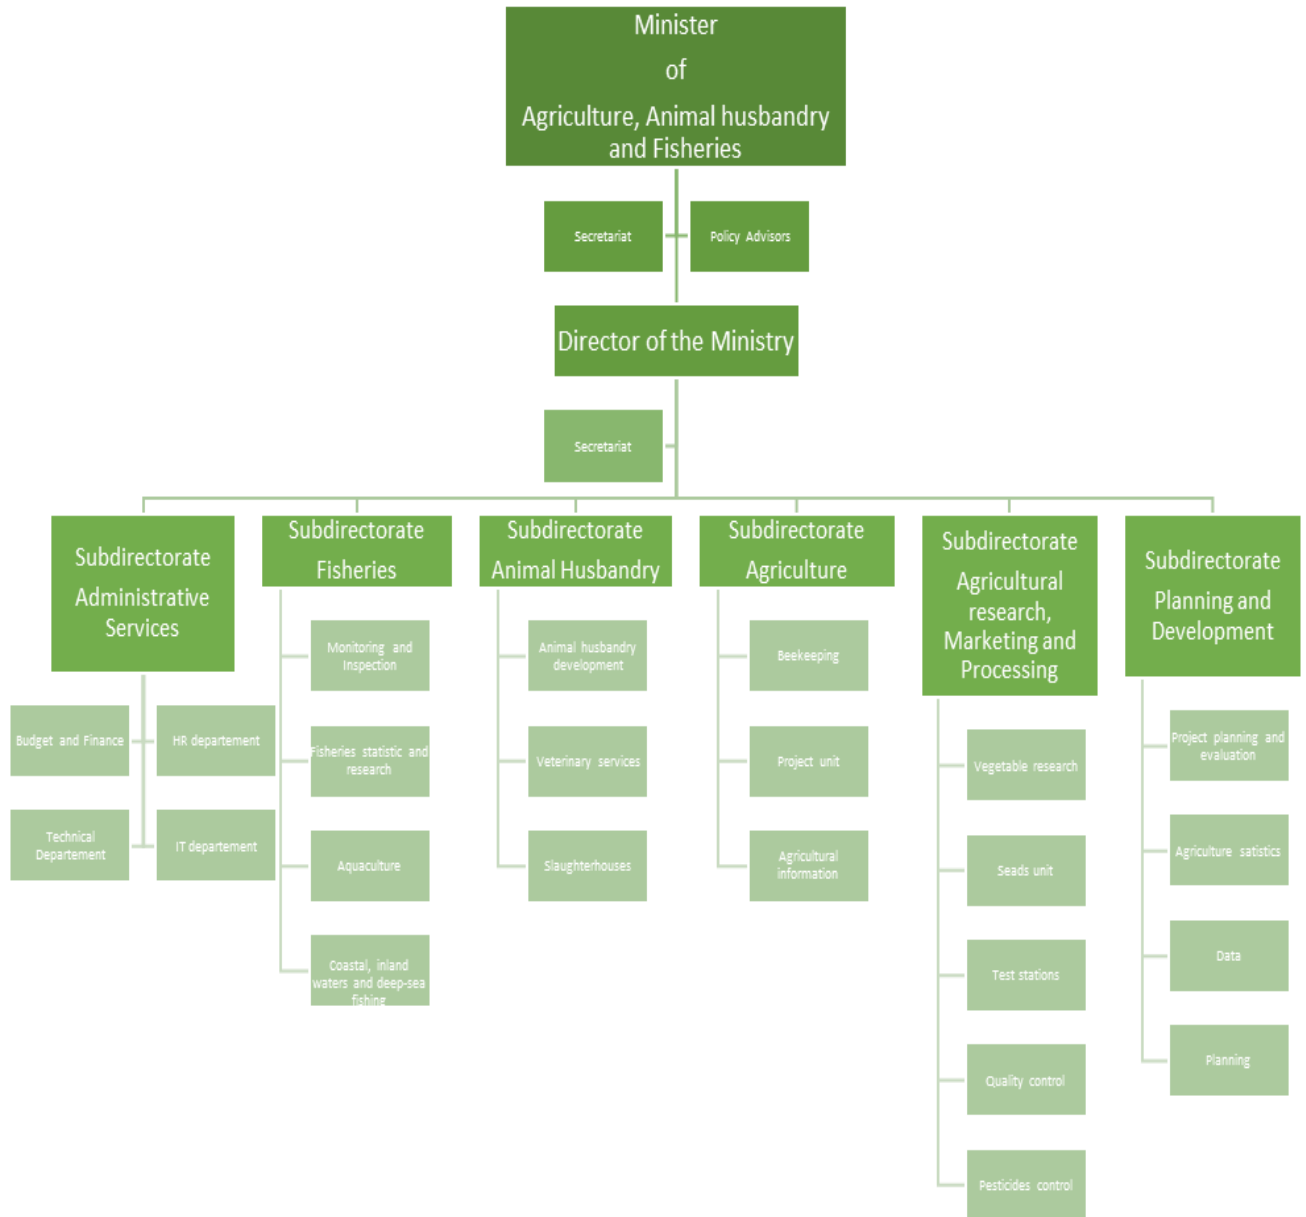 Minister
of
Agriculture, Animal husbandry
and Fisheries
Secretariat
Policy Advisors
Director of the Ministry
Secretariat
Subdirectorate
Administrative
Services
Budget and Finance
HR departement
Technical
Departement
IT departement
Subdirectorate
Fisheries
Monitoring and
Inspection
Fisheries statistic and
research
Aquaculture
Coastal, inland
waters and deep-sea
fishing
Subdirectorate
Animal Husbandry
Animal husbandry
development
Veterinary services
Slaughterhouses
Subdirectorate
Agriculture
Beekeeping
Project unit
Agricultural
information
Subdirectorate
Agricultural
research,
Marketing and
Processing
Vegetable research
Seads unit
Test stations
Quality control
Pesticides control
Subdirectorate
Planning and
Development
Project planning and
evaluation
Agriculture satistics
Data
Planning